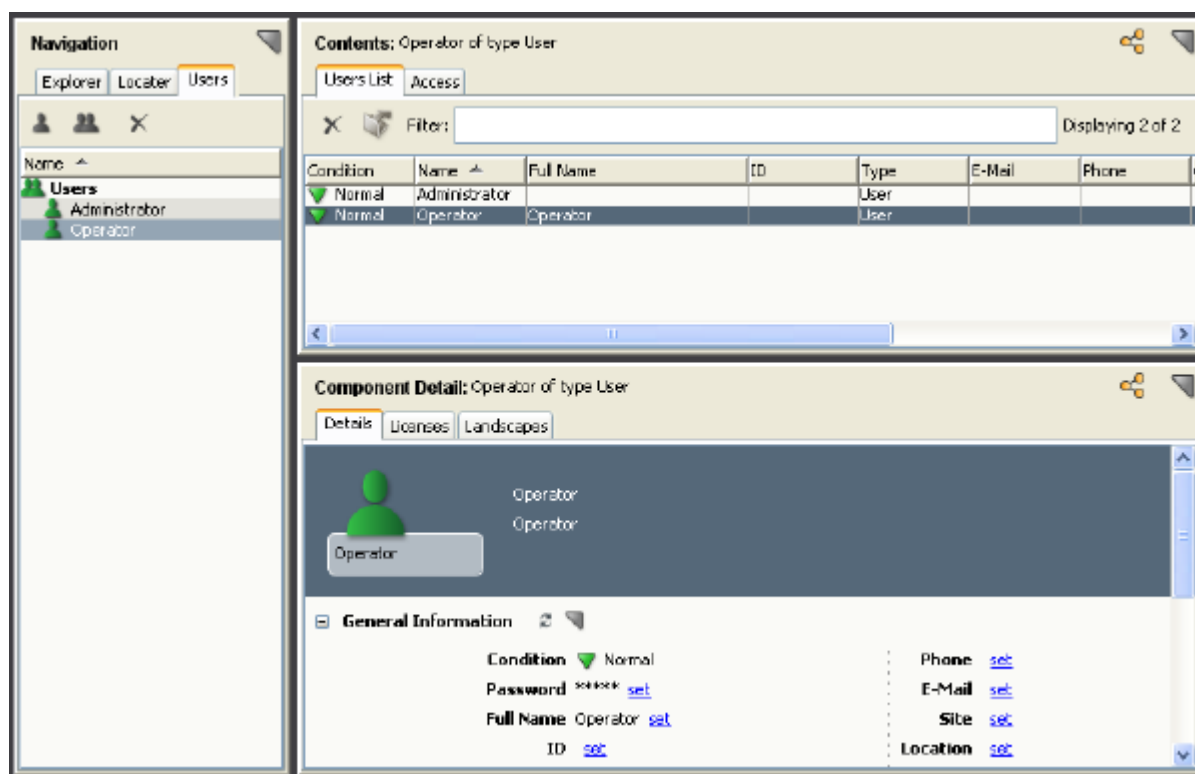 Navigation
Explorer Locater Users
Name
Users
Administrator
Operator
Contents: Operator of type User
Users List Access
Filter: Displaying 2 of 2
Condition Name Full Name ID Type E-Mail Phone
Normal Administrator User
Normal Operator Operator User
Component Detail: Operator of type User
Details Licenses Landscapes
Operator
Operator
Operator
General Information
Condition Normal Phone set
Password ***** set E-Mail set
Full Name Operator set Site set
ID set Location set